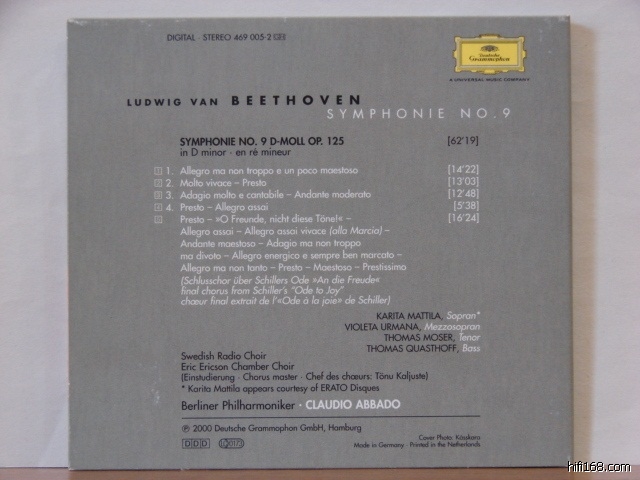 DIGITAL · STEREO 469 005-2
Deutsche
Grammophon
A UNIVERSAL MUSIC COMPANY
LUDWIG VAN BEETHOVEN
SYMPHONIE NO. 9
SYMPHONIE NO. 9 D-MOLL OP. 125 [62'19]
in D minor · en ré mineur
1 1. Allegro ma non troppo e un poco maestoso [14'22]
2 2. Molto vivace – Presto [13'03]
3 3. Adagio molto e cantabile – Andante moderato [12'48]
4 4. Presto – Allegro assai [5'38]
5 Presto – »O Freunde, nicht diese Töne!« – [16'24]
Allegro assai – Allegro assai vivace (alla Marcia) –
Andante maestoso – Adagio ma non troppo
ma divoto – Allegro energico e sempre ben marcato –
Allegro ma non tanto – Presto – Maestoso – Prestissimo
(Schlusschor über Schillers Ode »An die Freude«
final chorus from Schiller's "Ode to Joy"
chœur final extrait de l'«Ode à la joie» de Schiller)
KARITA MATTILA, Sopran*
VIOLETA URMANA, Mezzosopran
THOMAS MOSER, Tenor
THOMAS QUASTHOFF, Bass
Swedish Radio Choir
Eric Ericson Chamber Choir
(Einstudierung · Chorus master · Chef des chœurs: Tõnu Kaljuste)
* Karita Mattila appears courtesy of ERATO Disques
Berliner Philharmoniker · CLAUDIO ABBADO
℗ 2000 Deutsche Grammophon GmbH, Hamburg
DDD
Cover Photo: Kasskara
Made in Germany · Printed in the Netherlands
hifi168.com